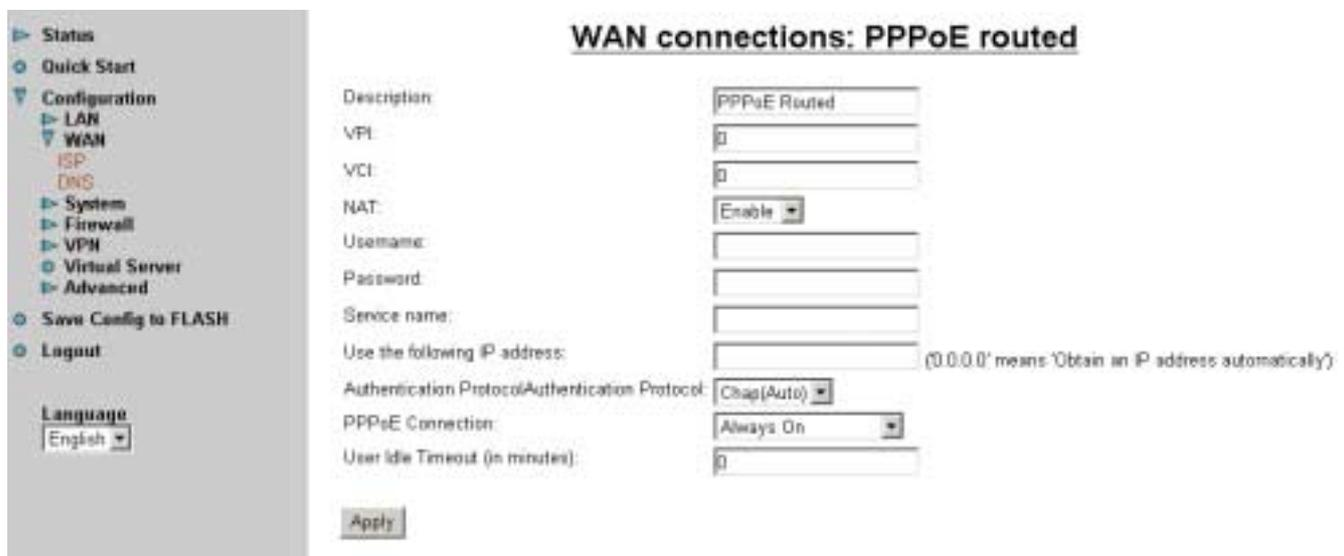 Status
Quick Start
Configuration
LAN
WAN
ISP
DNS
System
Firewall
VPN
Virtual Server
Advanced
Save Config to FLASH
Logout
Language
English
WAN connections: PPPoE routed
Description: PPPoE Routed
VPI: 0
VCI: 0
NAT: Enable
Username:
Password:
Service name:
Use the following IP address: ('0.0.0.0' means 'Obtain an IP address automatically')
Authentication ProtocolAuthentication Protocol: Chap(Auto)
PPPoE Connection: Always On
User Idle Timeout (in minutes): 0
Apply